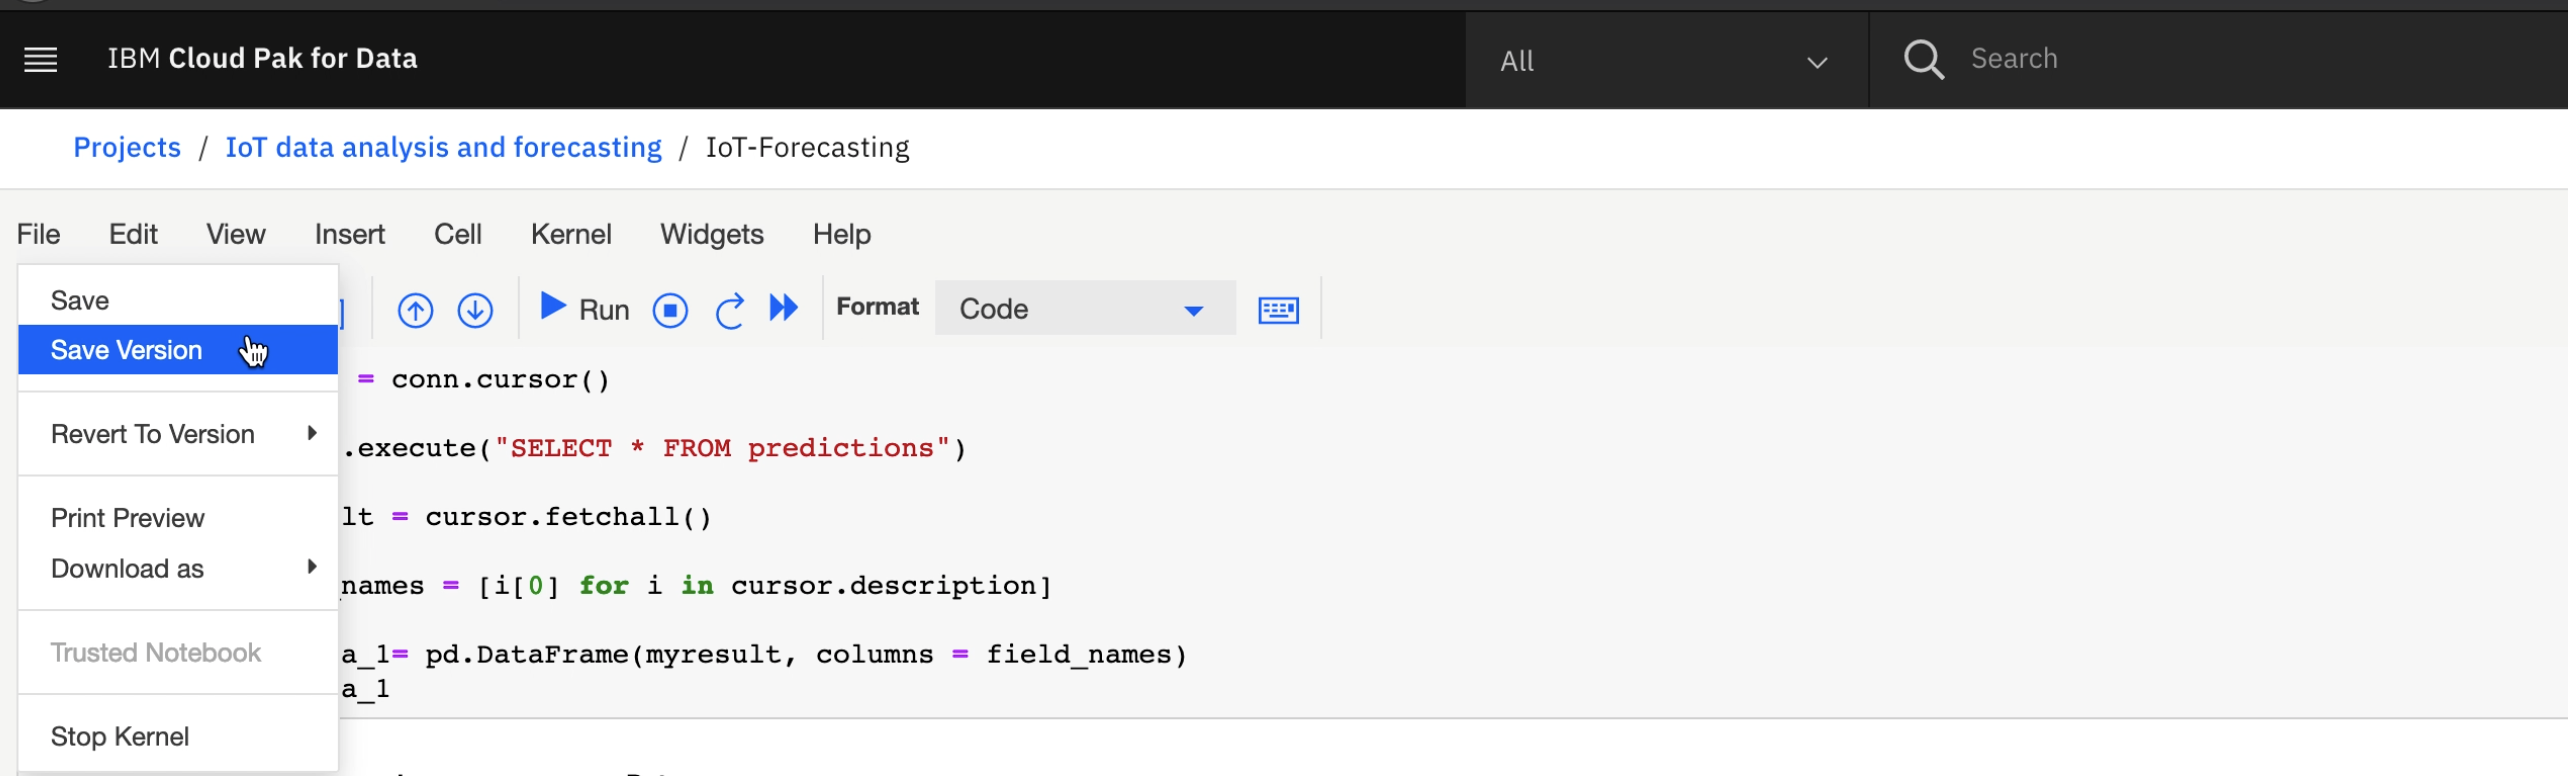 IBM Cloud Pak for Data
All
Search
Projects / IoT data analysis and forecasting / IoT-Forecasting
File Edit View Insert Cell Kernel Widgets Help
Save
Save Version
Revert To Version
Print Preview
Download as
Trusted Notebook
Stop Kernel
Run
Format
Code
= conn.cursor()
.execute("SELECT * FROM predictions")
lt = cursor.fetchall()
names = [i[0] for i in cursor.description]
a_1= pd.DataFrame(myresult, columns = field_names)
a_1